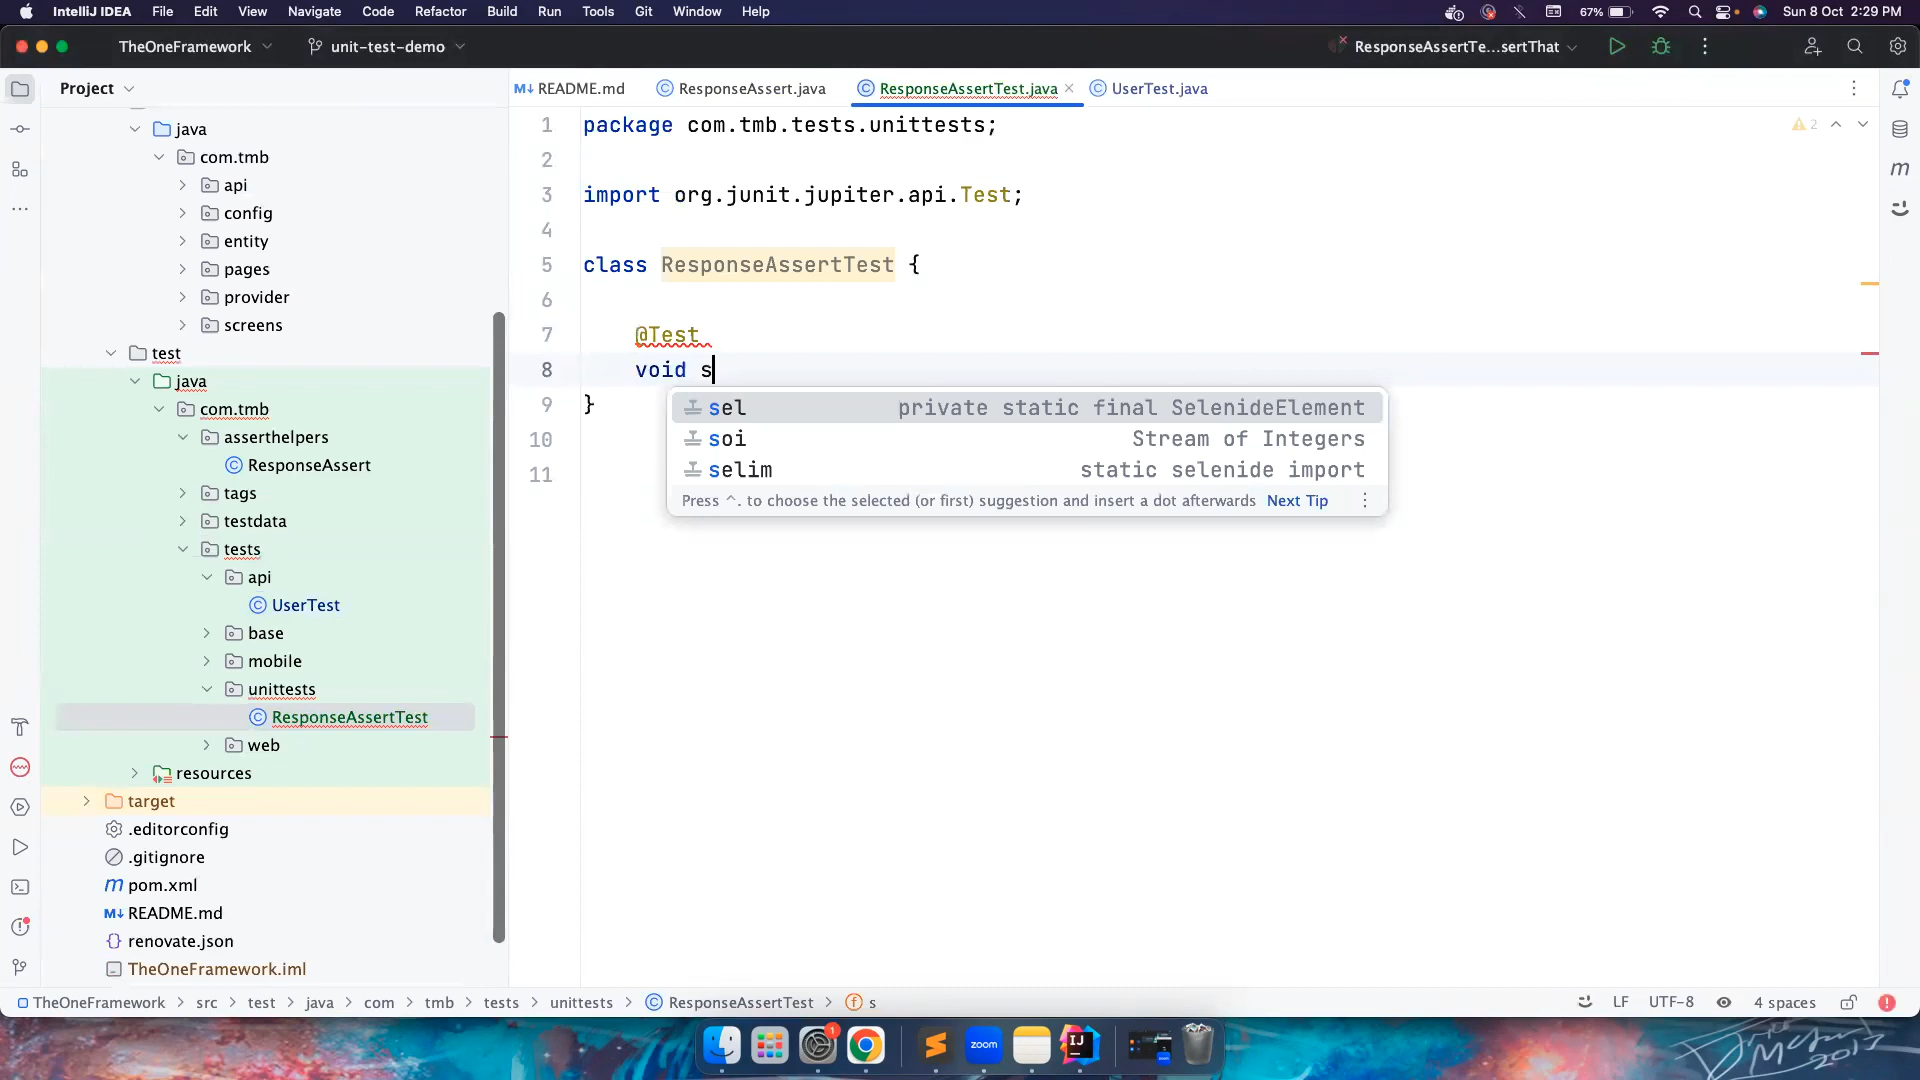 IntelliJ IDEA File Edit View Navigate Code Refactor Build Run Tools Git Window Help 67% Sun 8 Oct 2:29 PM
TheOneFramework unit-test-demo ResponseAssertTe...sertThat
Project
M↓ README.md ResponseAssert.java ResponseAssertTest.java UserTest.java
java
com.tmb
api
config
entity
pages
provider
screens
test
java
com.tmb
asserthelpers
ResponseAssert
tags
testdata
tests
api
UserTest
base
mobile
unittests
ResponseAssertTest
web
resources
target
.editorconfig
.gitignore
m pom.xml
M↓ README.md
renovate.json
TheOneFramework.iml
2
1 package com.tmb.tests.unittests;
2
3 import org.junit.jupiter.api.Test;
4
5 class ResponseAssertTest {
6
7 @Test
8 void s
9 }
10
11
sel private static final SelenideElement
soi Stream of Integers
selim static selenide import
Press ^. to choose the selected (or first) suggestion and insert a dot afterwards Next Tip
m
TheOneFramework > src > test > java > com > tmb > tests > unittests > ResponseAssertTest > s LF UTF-8 4 spaces
1 zoom IJ
2017